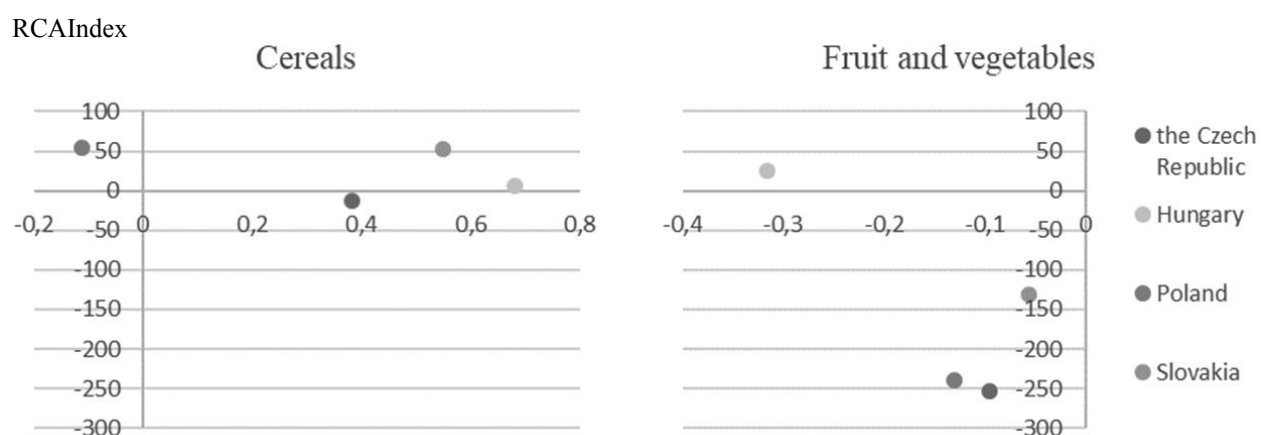 RCAIndex
Cereals
100
50
0
-0,2 0 0,2 0,4 0,6 0,8
-50
-100
-150
-200
-250
-300
Fruit and vegetables
100
50
0
-0,4 -0,3 -0,2 -0,1 0
-50
-100
-150
-200
-250
-300
the Czech
Republic
Hungary
Poland
Slovakia